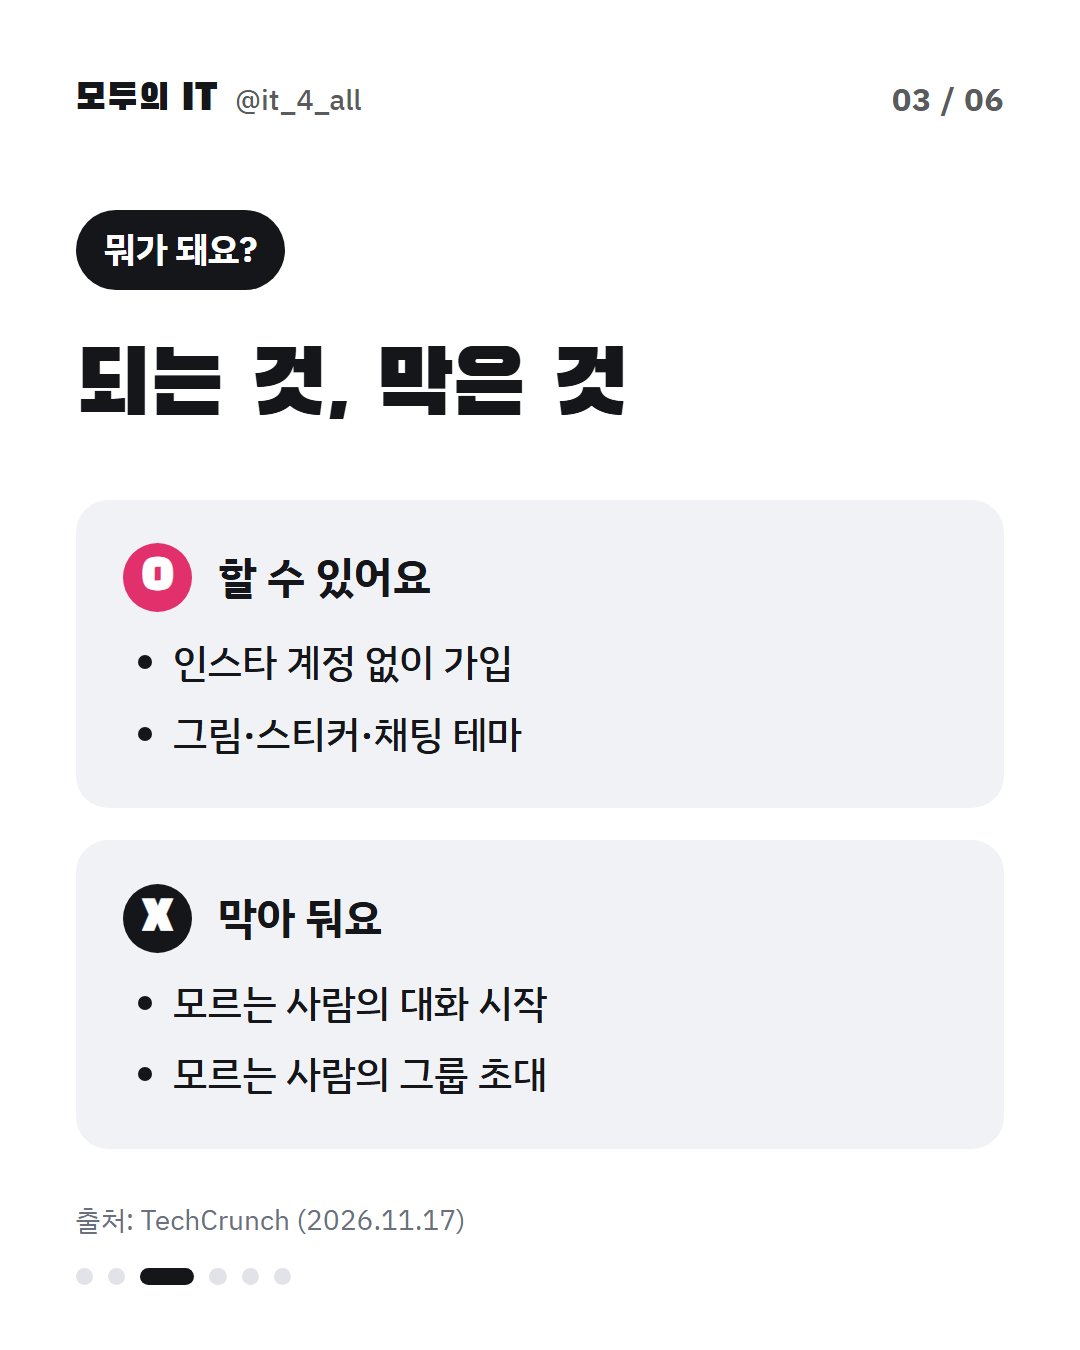 모두의 IT @it_4_all
03 / 06
뭐가 돼요?
되는 것, 막은 것
O 할 수 있어요
• 인스타 계정 없이 가입
• 그림·스티커·채팅 테마
X 막아 둬요
• 모르는 사람의 대화 시작
• 모르는 사람의 그룹 초대
출처: TechCrunch (2026.11.17)